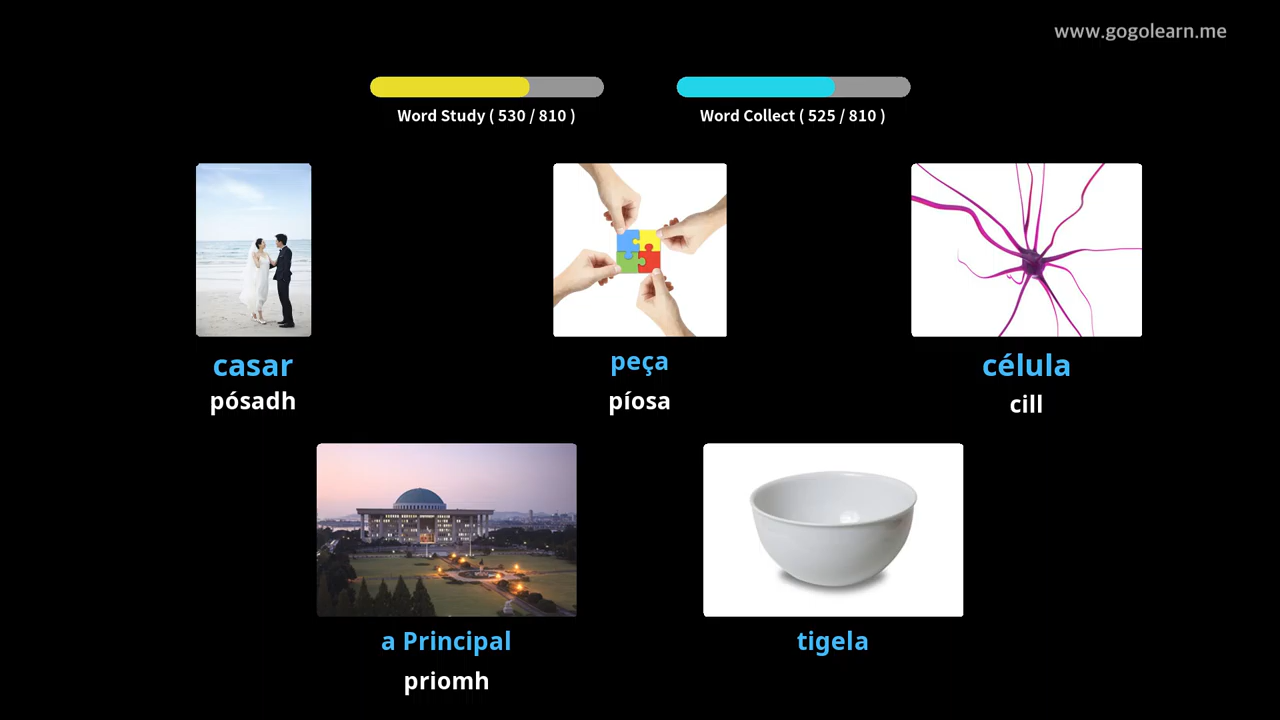 www.gogolearn.me
Word Study ( 530 / 810 )
Word Collect ( 525 / 810 )
casar
pósadh
peça
píosa
célula
cill
a Principal
priomh
tigela